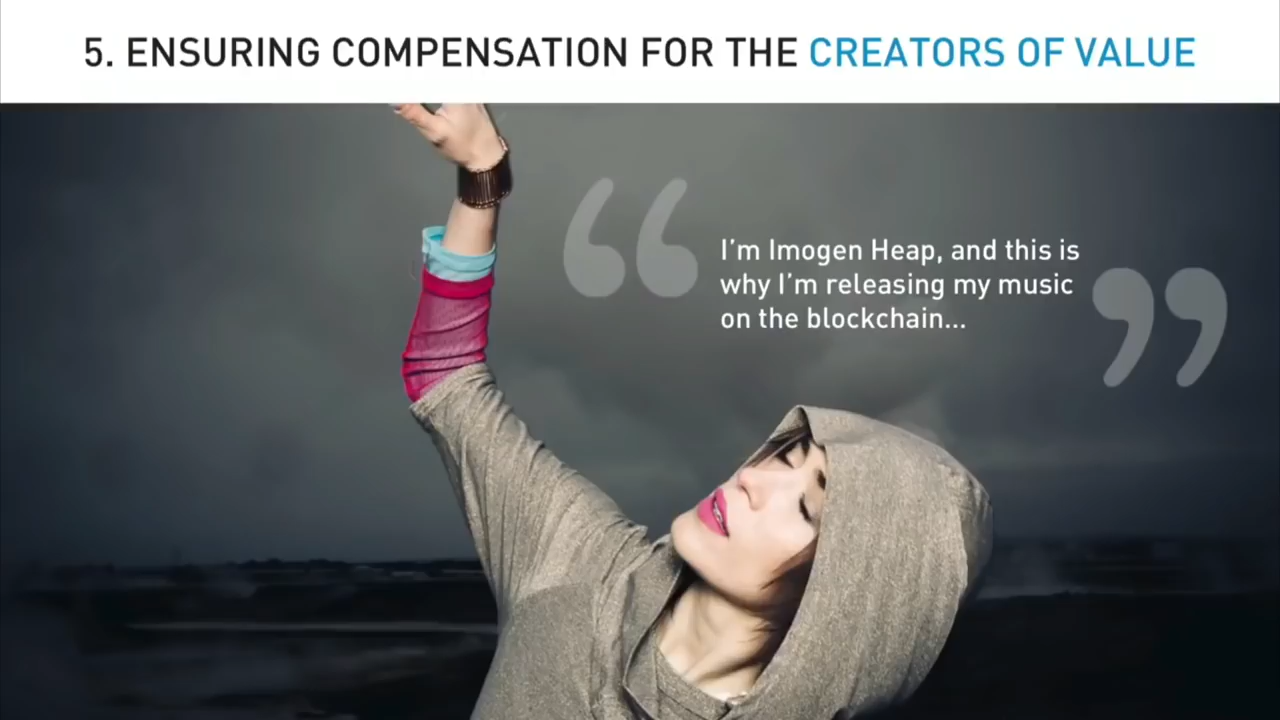 5. ENSURING COMPENSATION FOR THE CREATORS OF VALUE
“I’m Imogen Heap, and this is
why I’m releasing my music
on the blockchain...”